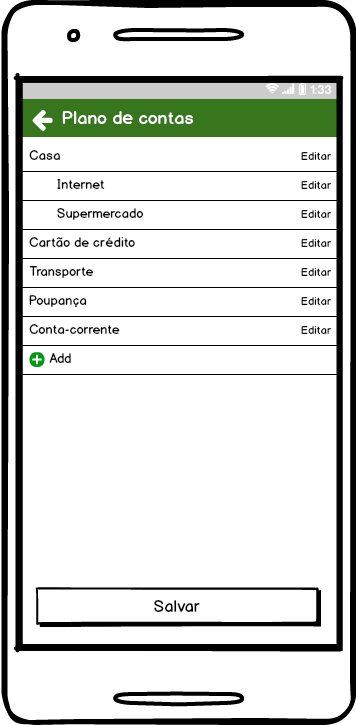 1:33
Plano de contas
Casa Editar
Internet Editar
Supermercado Editar
Cartão de crédito Editar
Transporte Editar
Poupança Editar
Conta-corrente Editar
Add
Salvar